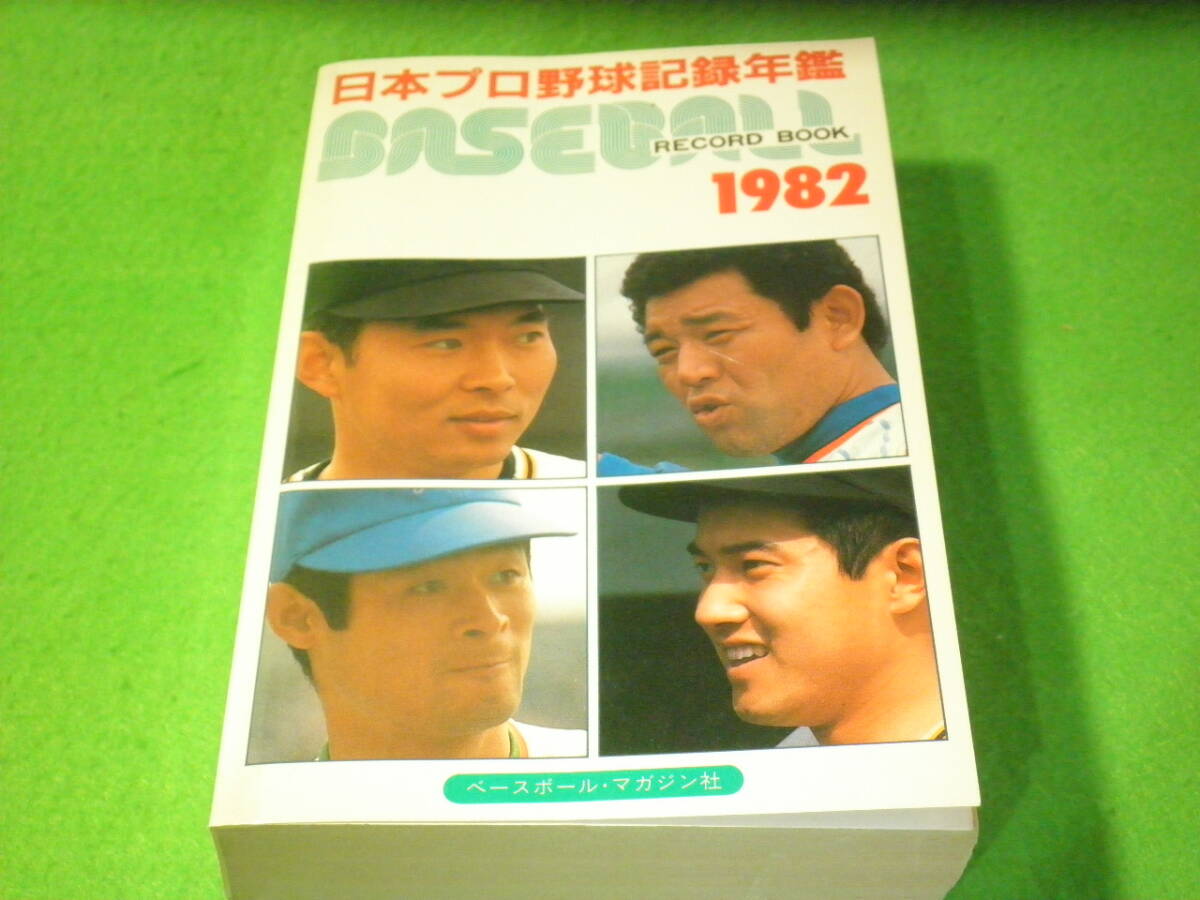 日本プロ野球記録年鑑
BASEBALL
RECORD BOOK
1982
ベースボール・マガジン社